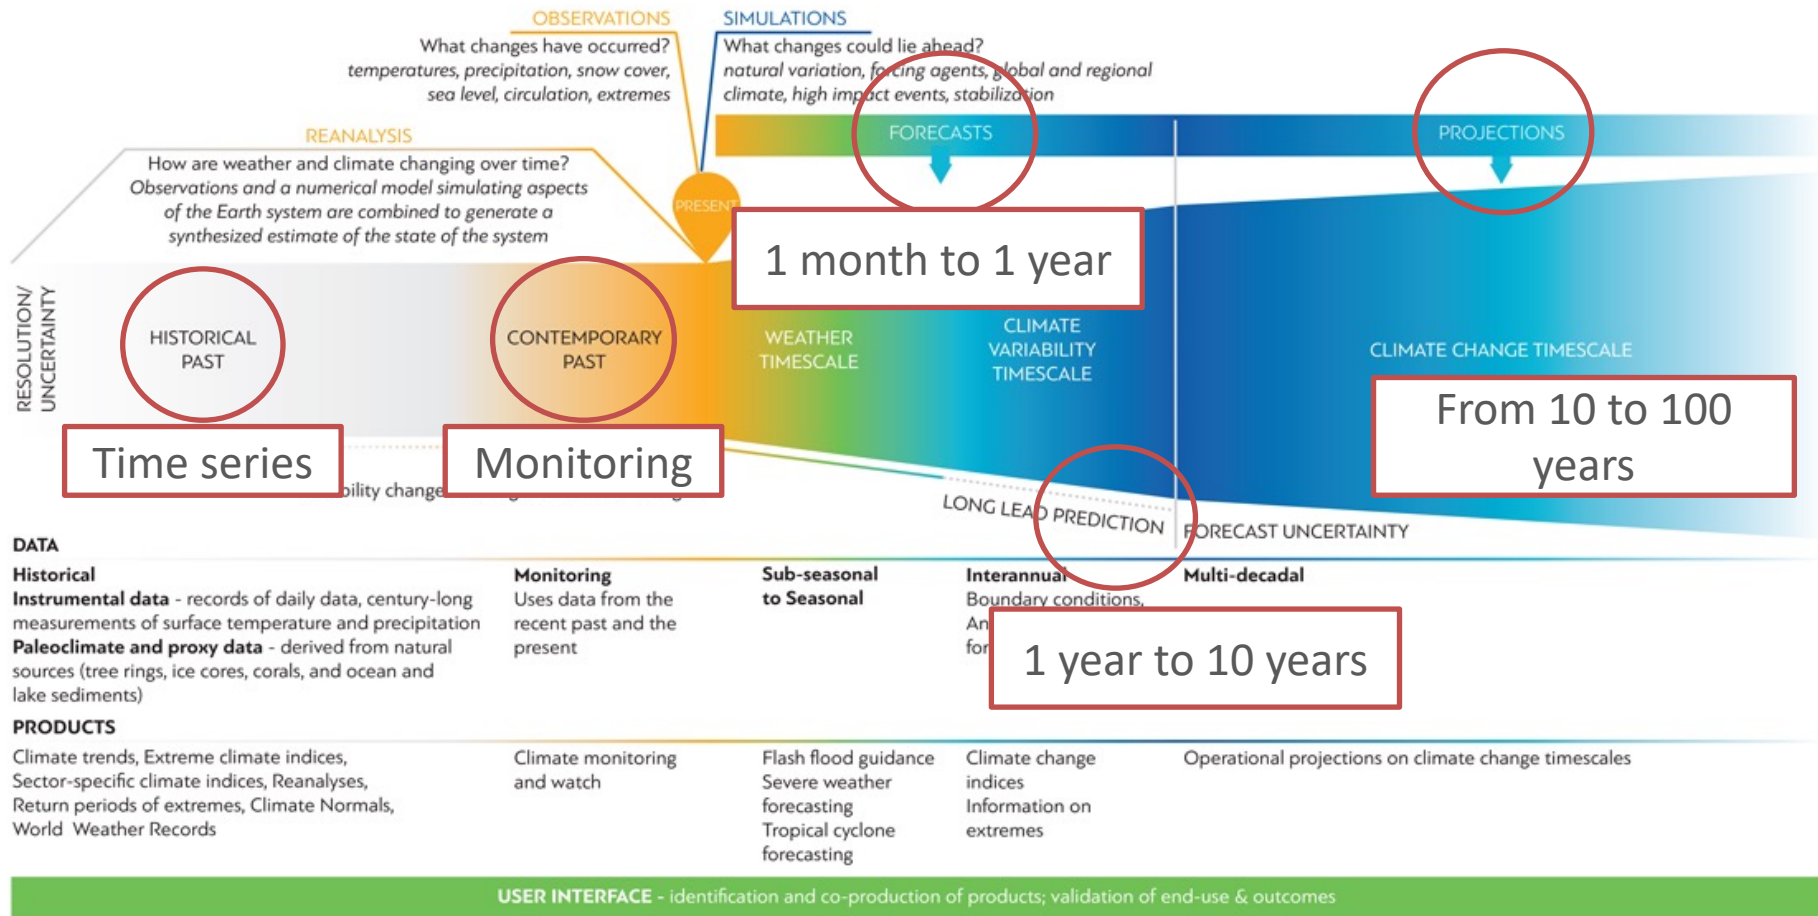 OBSERVATIONS
What changes have occurred?
temperatures, precipitation, snow cover,
sea level, circulation, extremes
SIMULATIONS
What changes could lie ahead?
natural variation, forcing agents, global and regional
climate, high impact events, stabilization
REANALYSIS
How are weather and climate changing over time?
Observations and a numerical model simulating aspects
of the Earth system are combined to generate a
synthesized estimate of the state of the system
PRESENT
FORECASTS
PROJECTIONS
1 month to 1 year
RESOLUTION/
UNCERTAINTY
HISTORICAL
PAST
CONTEMPORARY
PAST
WEATHER
TIMESCALE
CLIMATE
VARIABILITY
TIMESCALE
CLIMATE CHANGE TIMESCALE
From 10 to 100
years
Time series
Monitoring
change
LONG LEAD PREDICTION
FORECAST UNCERTAINTY
DATA
Historical
Instrumental data - records of daily data, century-long
measurements of surface temperature and precipitation
Paleoclimate and proxy data - derived from natural
sources (tree rings, ice cores, corals, and ocean and
lake sediments)
Monitoring
Uses data from the
recent past and the
present
Sub-seasonal
to Seasonal
Interannual
Boundary conditions,
Multi-decadal
1 year to 10 years
PRODUCTS
Climate trends, Extreme climate indices,
Sector-specific climate indices, Reanalyses,
Return periods of extremes, Climate Normals,
World Weather Records
Climate monitoring
and watch
Flash flood guidance
Severe weather
forecasting
Tropical cyclone
forecasting
Climate change
indices
Information on
extremes
Operational projections on climate change timescales
USER INTERFACE - identification and co-production of products; validation of end-use & outcomes